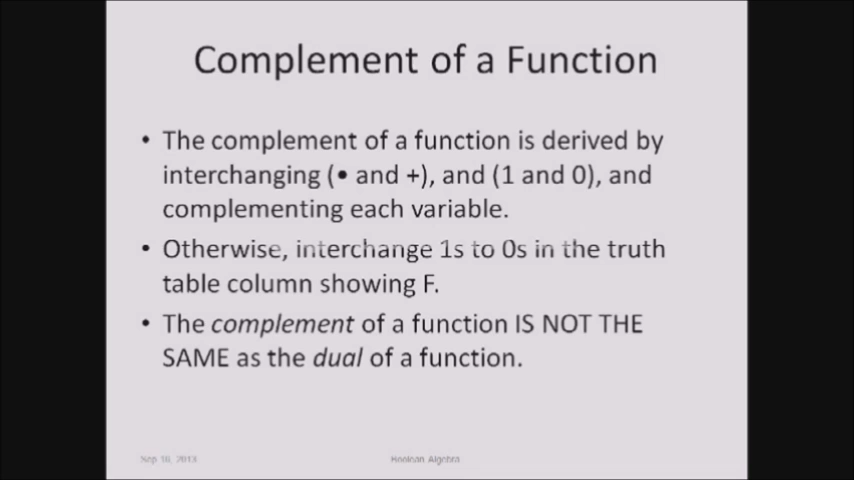 Complement of a Function
• The complement of a function is derived by
interchanging (• and +), and (1 and 0), and
complementing each variable.
• Otherwise, interchange 1s to 0s in the truth
table column showing F.
• The complement of a function IS NOT THE
SAME as the dual of a function.
Sep 16, 2013
Boolean Algebra